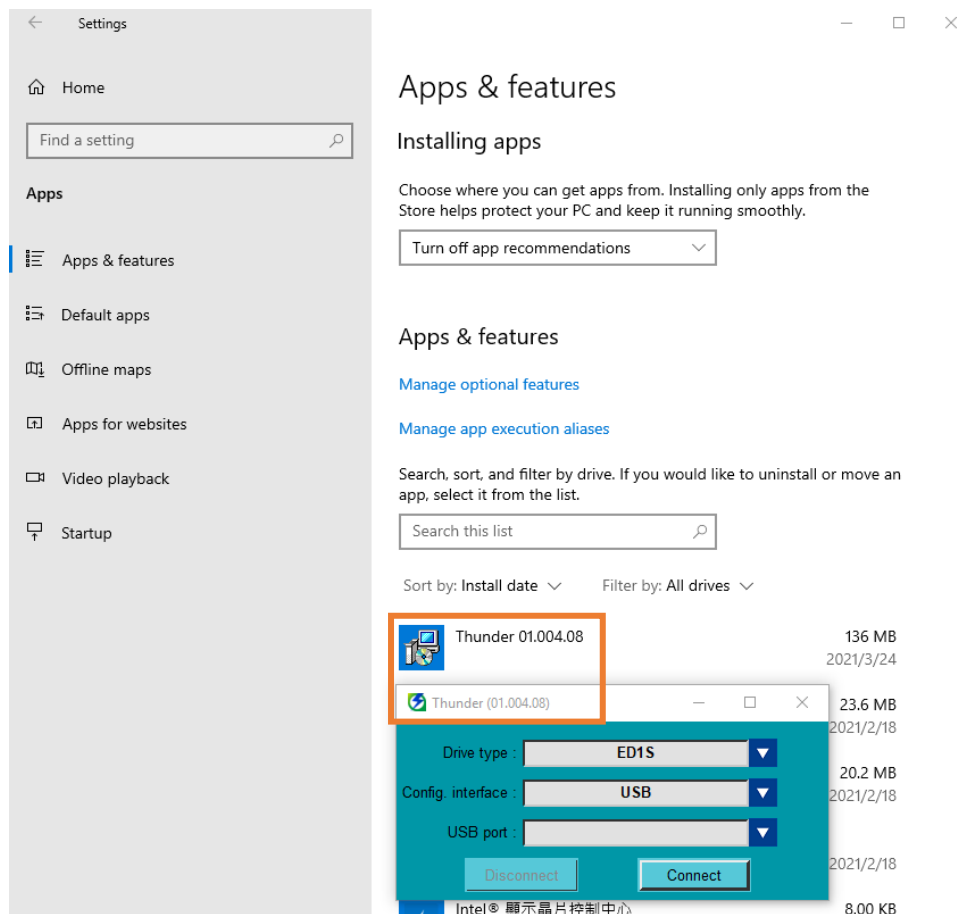 Settings
Home
Find a setting
Apps
Apps & features
Default apps
Offline maps
Apps for websites
Video playback
Startup
Apps & features
Installing apps
Choose where you can get apps from. Installing only apps from the
Store helps protect your PC and keep it running smoothly.
Turn off app recommendations
Apps & features
Manage optional features
Manage app execution aliases
Search, sort, and filter by drive. If you would like to uninstall or move an
app, select it from the list.
Search this list
Sort by: Install date Filter by: All drives
Thunder 01.004.08 136 MB
2021/3/24
Thunder (01.004.08)
23.6 MB
2021/2/18
Drive type : ED1S
20.2 MB
Config. interface : USB
2021/2/18
USB port :
Disconnect Connect
2021/2/18
Intel® 顯示晶片控制中心 8.00 KB